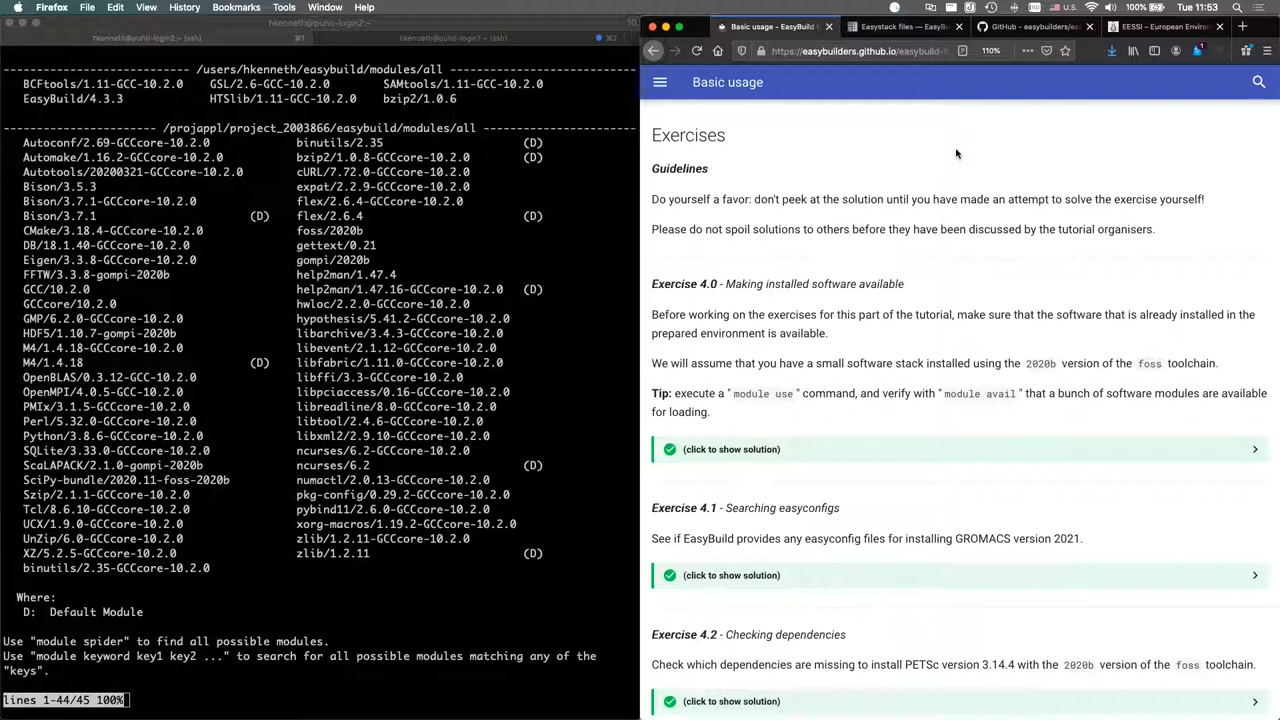 Firefox File Edit View History Bookmarks Tools Window Help
Tue 11:53
hkenneth@puhti-login2:~
hkenneth@puhti-login2:~ (ssh) ⌘1 hkenneth@puhti-login1:~ (ssh) ⌘2
------------------------- /users/hkenneth/easybuild/modules/all --------------------------
BCFtools/1.11-GCC-10.2.0 GSL/2.6-GCC-10.2.0 SAMtools/1.11-GCC-10.2.0
EasyBuild/4.3.3 HTSlib/1.11-GCC-10.2.0 bzip2/1.0.6
-------------------- /projappl/project_2003866/easybuild/modules/all ---------------------
Autoconf/2.69-GCCcore-10.2.0 binutils/2.35 (D)
Automake/1.16.2-GCCcore-10.2.0 bzip2/1.0.8-GCCcore-10.2.0 (D)
Autotools/20200321-GCCcore-10.2.0 cURL/7.72.0-GCCcore-10.2.0
Bison/3.5.3 expat/2.2.9-GCCcore-10.2.0
Bison/3.7.1-GCCcore-10.2.0 flex/2.6.4-GCCcore-10.2.0
Bison/3.7.1 (D) flex/2.6.4 (D)
CMake/3.18.4-GCCcore-10.2.0 foss/2020b
DB/18.1.40-GCCcore-10.2.0 gettext/0.21
Eigen/3.3.8-GCCcore-10.2.0 gompi/2020b
FFTW/3.3.8-gompi-2020b help2man/1.47.4
GCC/10.2.0 help2man/1.47.16-GCCcore-10.2.0 (D)
GCCcore/10.2.0 hwloc/2.2.0-GCCcore-10.2.0
GMP/6.2.0-GCCcore-10.2.0 hypothesis/5.41.2-GCCcore-10.2.0
HDF5/1.10.7-gompi-2020b libarchive/3.4.3-GCCcore-10.2.0
M4/1.4.18-GCCcore-10.2.0 libevent/2.1.12-GCCcore-10.2.0
M4/1.4.18 (D) libfabric/1.11.0-GCCcore-10.2.0
OpenBLAS/0.3.12-GCC-10.2.0 libffi/3.3-GCCcore-10.2.0
OpenMPI/4.0.5-GCC-10.2.0 libpciaccess/0.16-GCCcore-10.2.0
PMIx/3.1.5-GCCcore-10.2.0 libreadline/8.0-GCCcore-10.2.0
Perl/5.32.0-GCCcore-10.2.0 libtool/2.4.6-GCCcore-10.2.0
Python/3.8.6-GCCcore-10.2.0 libxml2/2.9.10-GCCcore-10.2.0
SQLite/3.33.0-GCCcore-10.2.0 ncurses/6.2-GCCcore-10.2.0
ScaLAPACK/2.1.0-gompi-2020b ncurses/6.2 (D)
SciPy-bundle/2020.11-foss-2020b numactl/2.0.13-GCCcore-10.2.0
Szip/2.1.1-GCCcore-10.2.0 pkg-config/0.29.2-GCCcore-10.2.0
Tcl/8.6.10-GCCcore-10.2.0 pybind11/2.6.0-GCCcore-10.2.0
UCX/1.9.0-GCCcore-10.2.0 xorg-macros/1.19.2-GCCcore-10.2.0
UnZip/6.0-GCCcore-10.2.0 zlib/1.2.11-GCCcore-10.2.0
XZ/5.2.5-GCCcore-10.2.0 zlib/1.2.11 (D)
binutils/2.35-GCCcore-10.2.0
Where:
D: Default Module
Use "module spider" to find all possible modules.
Use "module keyword key1 key2 ..." to search for all possible modules matching any of the
"keys".
lines 1-44/45 100%
Basic usage - EasyBuild t Easystack files — EasyB GitHub - easybuilders/eas EESSI – European Environ
https://easybuilders.github.io/easybuild-t 110%
Basic usage
Exercises
Guidelines
Do yourself a favor: don't peek at the solution until you have made an attempt to solve the exercise yourself!
Please do not spoil solutions to others before they have been discussed by the tutorial organisers.
Exercise 4.0 - Making installed software available
Before working on the exercises for this part of the tutorial, make sure that the software that is already installed in the
prepared environment is available.
We will assume that you have a small software stack installed using the 2020b version of the foss toolchain.
Tip: execute a "module use" command, and verify with "module avail" that a bunch of software modules are available
for loading.
(click to show solution)
Exercise 4.1 - Searching easyconfigs
See if EasyBuild provides any easyconfig files for installing GROMACS version 2021.
(click to show solution)
Exercise 4.2 - Checking dependencies
Check which dependencies are missing to install PETSc version 3.14.4 with the 2020b version of the foss toolchain.
(click to show solution)